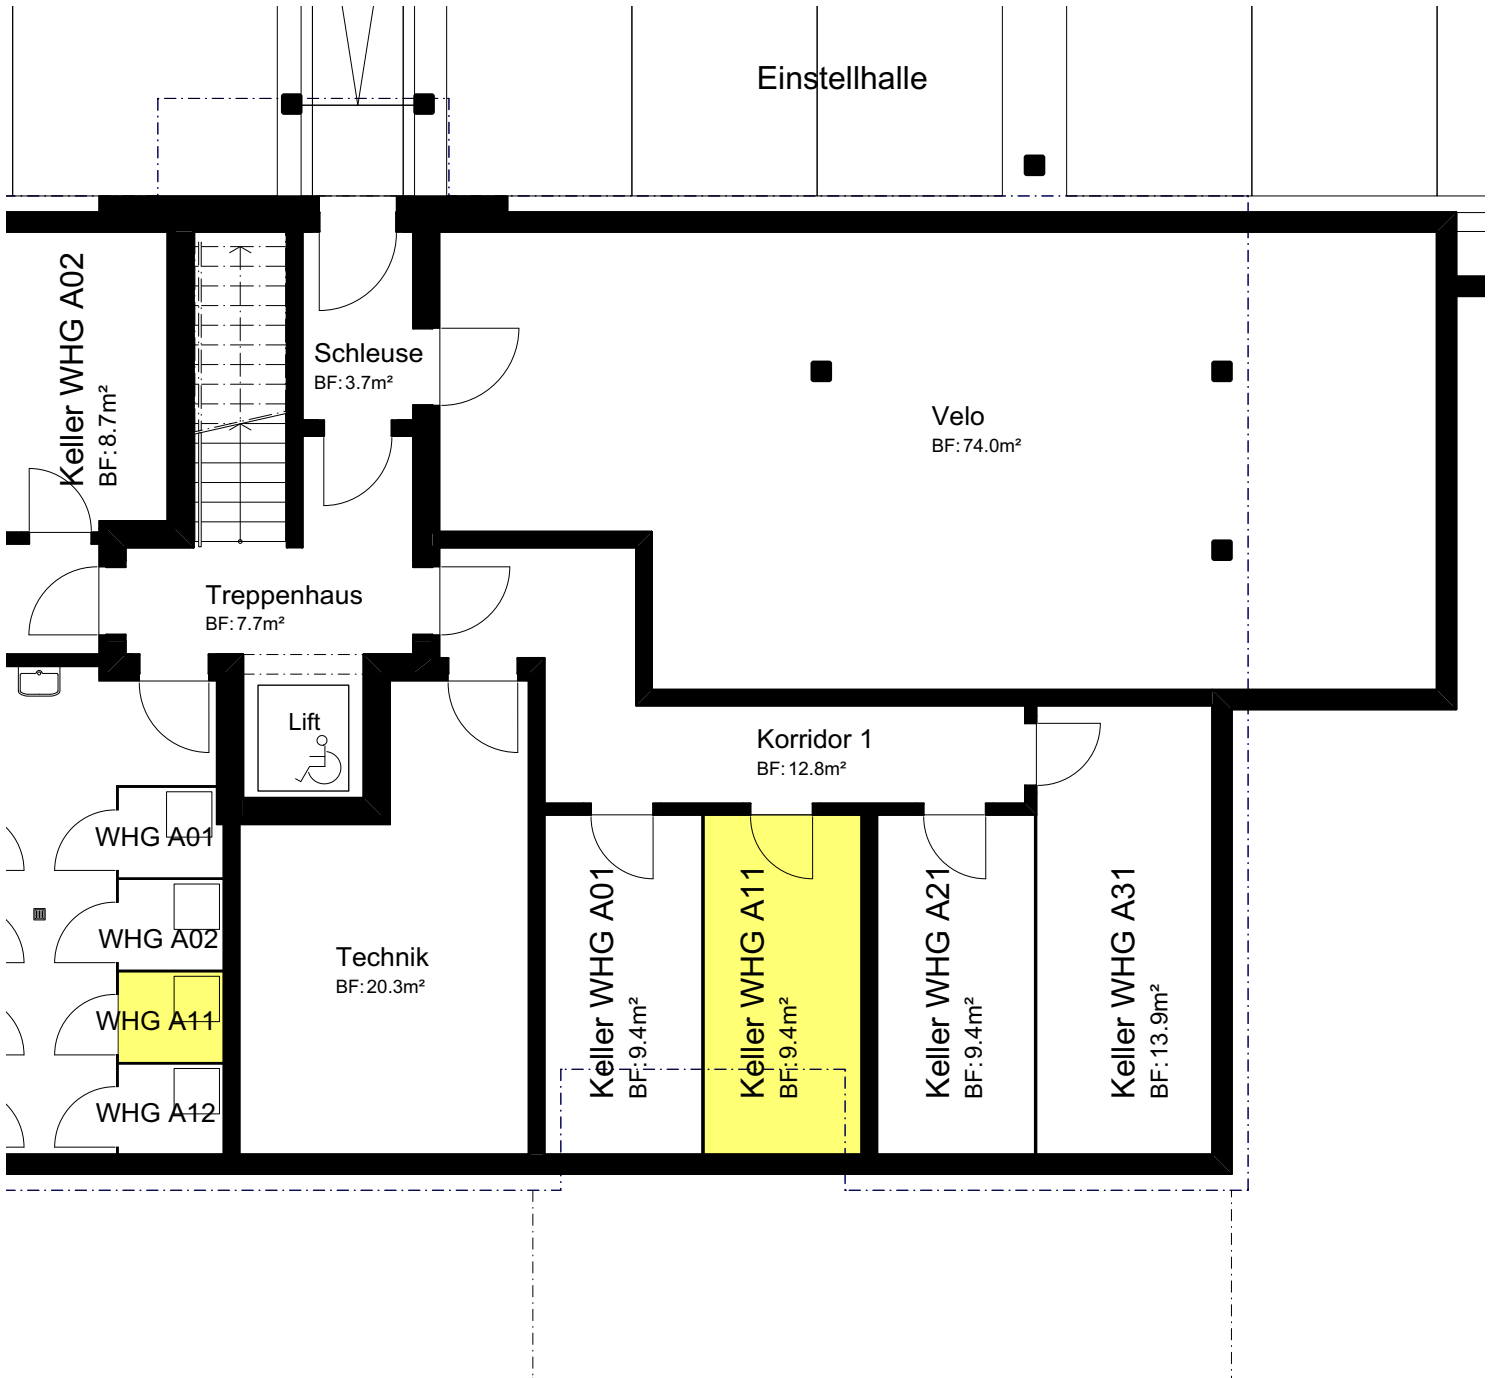 Einstellhalle
Keller WHG A02
BF: 8.7m²
Schleuse
BF: 3.7m²
Velo
BF: 74.0m²
Treppenhaus
BF: 7.7m²
Lift
Korridor 1
BF: 12.8m²
WHG A01
WHG A02
WHG A11
WHG A12
Technik
BF: 20.3m²
Keller WHG A01
BF: 9.4m²
Keller WHG A11
BF: 9.4m²
Keller WHG A21
BF: 9.4m²
Keller WHG A31
BF: 13.9m²